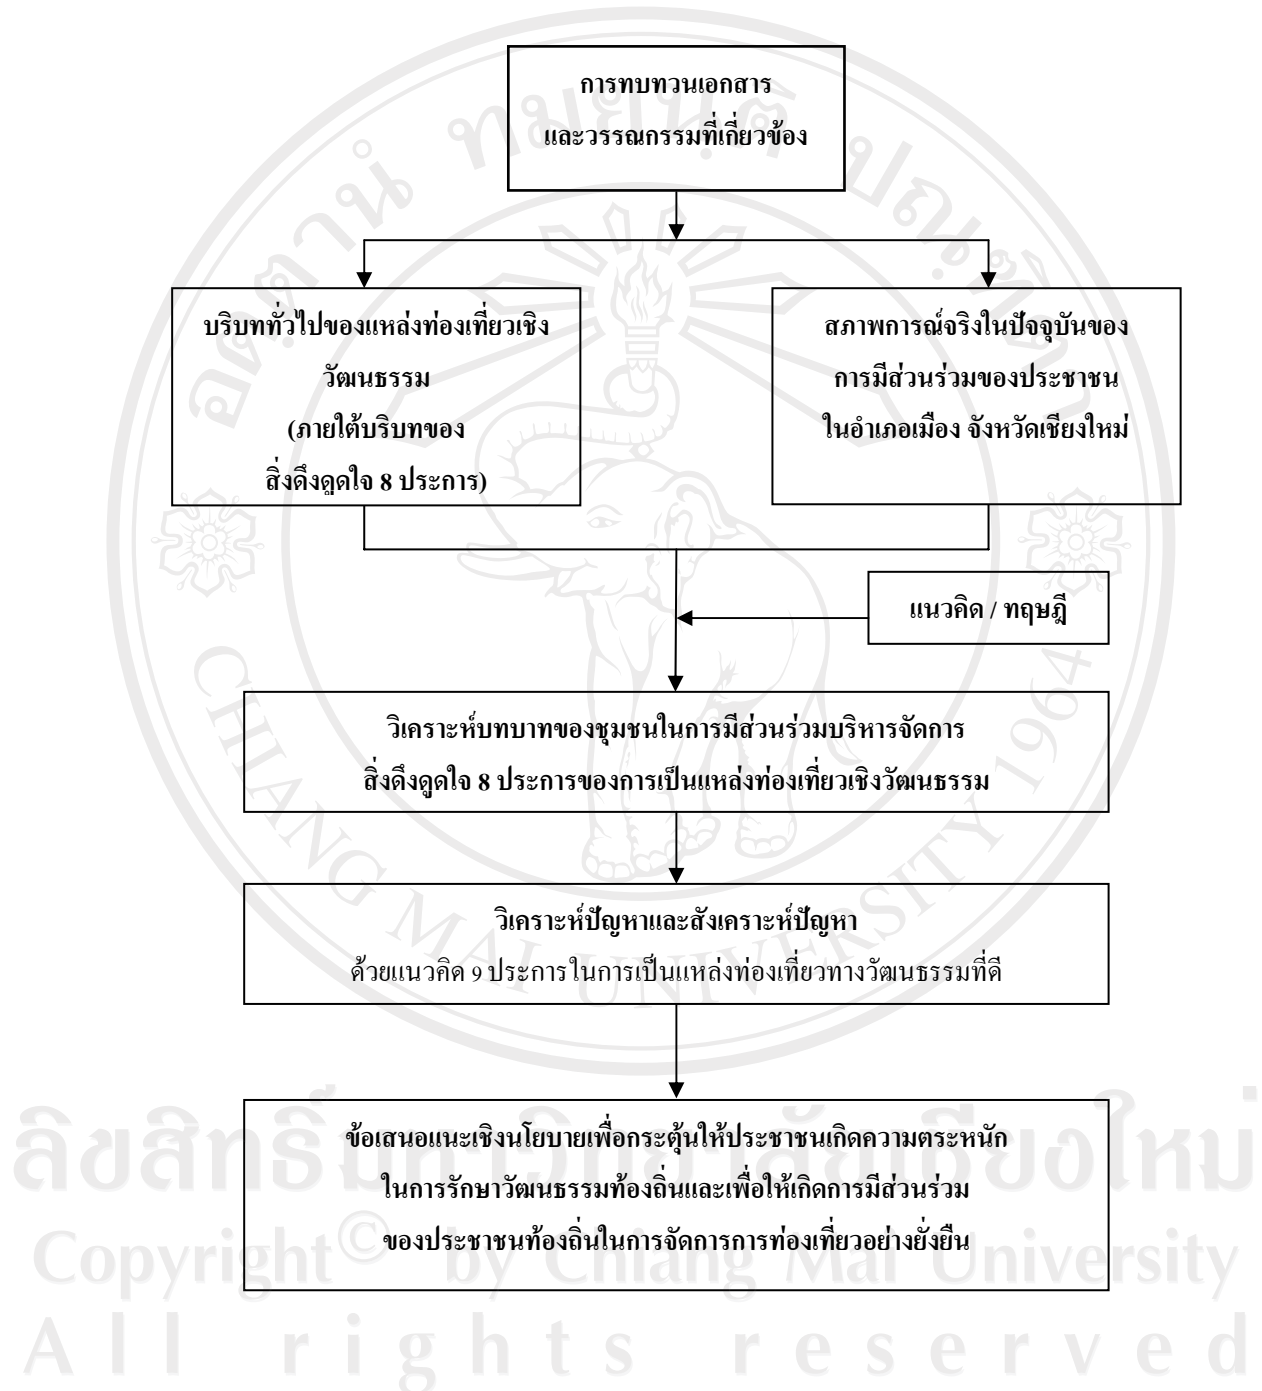 การทบทวนเอกสาร
และวรรณกรรมที่เกี่ยวข้อง
บริบททั่วไปของแหล่งท่องเที่ยวเชิง
วัฒนธรรม
(ภายใต้บริบทของ
สิ่งดึงดูดใจ 8 ประการ)
สภาพการณ์จริงในปัจจุบันของ
การมีส่วนร่วมของประชาชน
ในอำเภอเมือง จังหวัดเชียงใหม่
แนวคิด / ทฤษฎี
วิเคราะห์บทบาทของชุมชนในการมีส่วนร่วมบริหารจัดการ
สิ่งดึงดูดใจ 8 ประการของการเป็นแหล่งท่องเที่ยวเชิงวัฒนธรรม
วิเคราะห์ปัญหาและสังเคราะห์ปัญหา
ด้วยแนวคิด 9 ประการในการเป็นแหล่งท่องเที่ยวทางวัฒนธรรมที่ดี
ข้อเสนอแนะเชิงนโยบายเพื่อกระตุ้นให้ประชาชนเกิดความตระหนัก
ในการรักษาวัฒนธรรมท้องถิ่นและเพื่อให้เกิดการมีส่วนร่วม
ของประชาชนท้องถิ่นในการจัดการการท่องเที่ยวอย่างยั่งยืน
CHIANG MAI UNIVERSITY 1964
ลิขสิทธิ์มหาวิทยาลัยเชียงใหม่
Copyright © by Chiang Mai University
All rights reserved